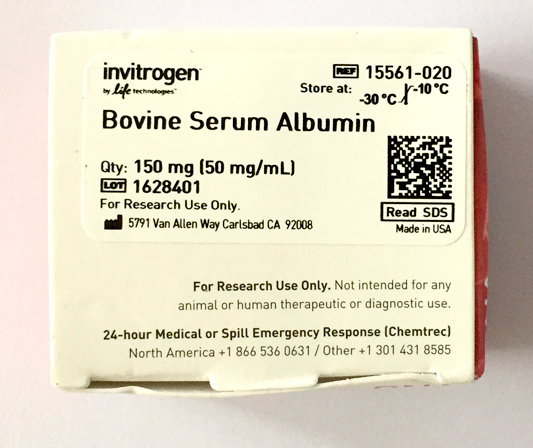 invitrogen™
by life technologies™
REF 15561-020
Store at: -30°C -10°C
Bovine Serum Albumin
Qty: 150 mg (50 mg/mL)
LOT 1628401
For Research Use Only.
5791 Van Allen Way Carlsbad CA 92008
Read SDS
Made in USA
For Research Use Only. Not intended for any
animal or human therapeutic or diagnostic use.
24-hour Medical or Spill Emergency Response (Chemtrec)
North America +1 866 536 0631 / Other +1 301 431 8585